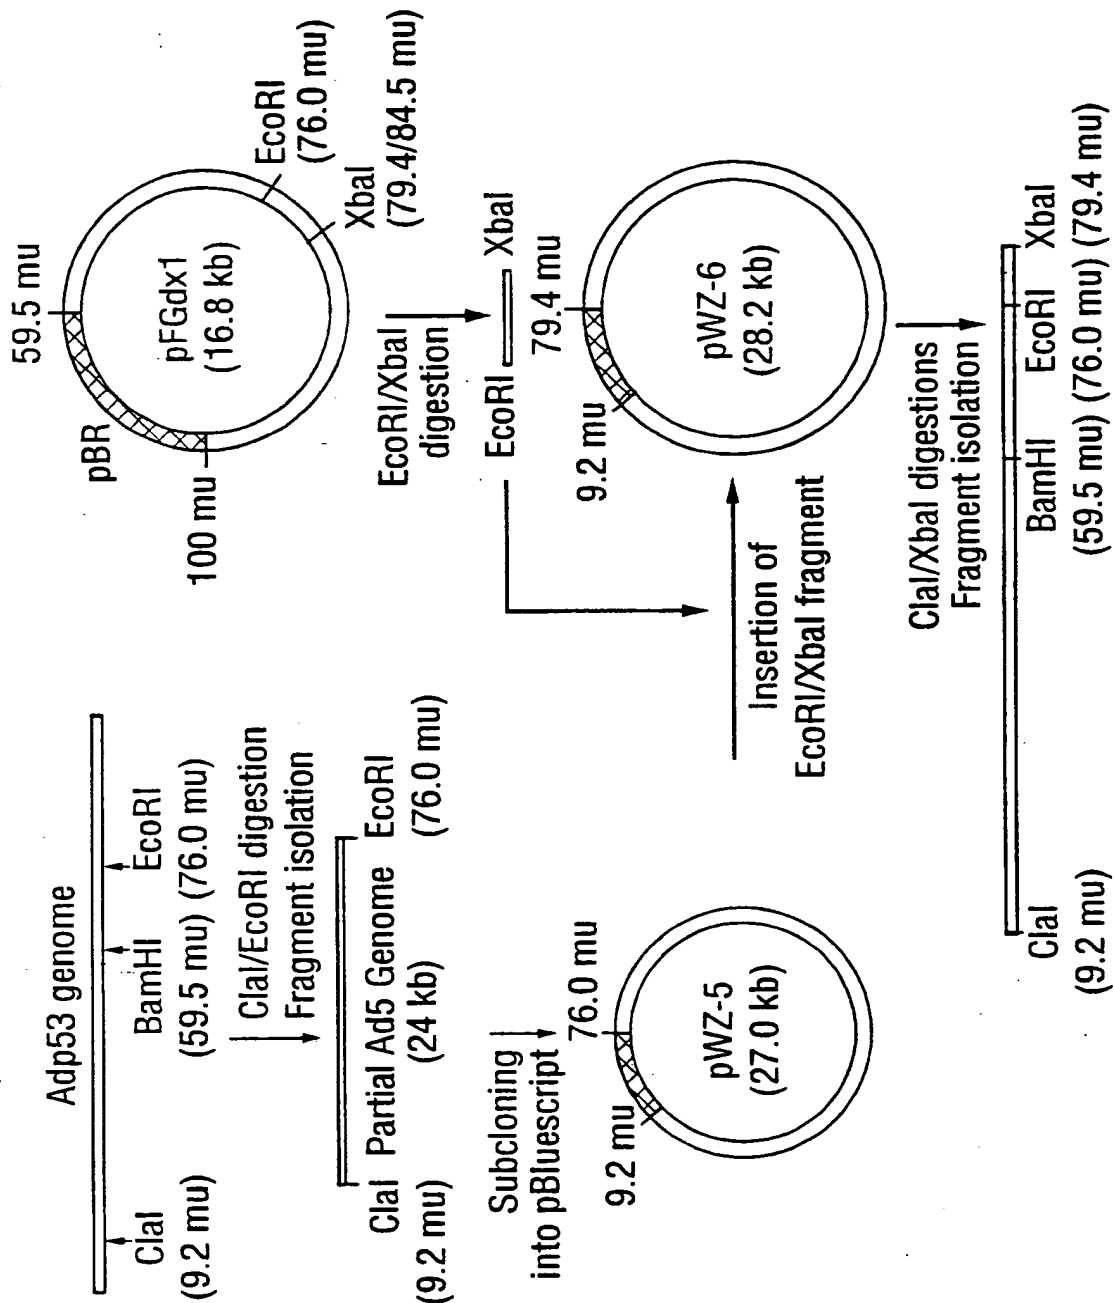 Adp53 genome
ClaI
(9.2 mu)
BamHI
(59.5 mu)
EcoRI
(76.0 mu)
ClaI/EcoRI digestion
Fragment isolation
ClaI
(9.2 mu)
Partial Ad5 Genome
(24 kb)
EcoRI
(76.0 mu)
Subcloning
into pBluescript
76.0 mu
9.2 mu
pWZ-5
(27.0 kb)
59.5 mu
pBR
100 mu
pFGdx1
(16.8 kb)
EcoRI
(76.0 mu)
XbaI
(79.4/84.5 mu)
EcoRI/XbaI
digestion
EcoRI
XbaI
Insertion of
EcoRI/XbaI fragment
79.4 mu
9.2 mu
pWZ-6
(28.2 kb)
ClaI/XbaI digestions
Fragment isolation
ClaI
(9.2 mu)
BamHI
(59.5 mu)
EcoRI
(76.0 mu)
XbaI
(79.4 mu)